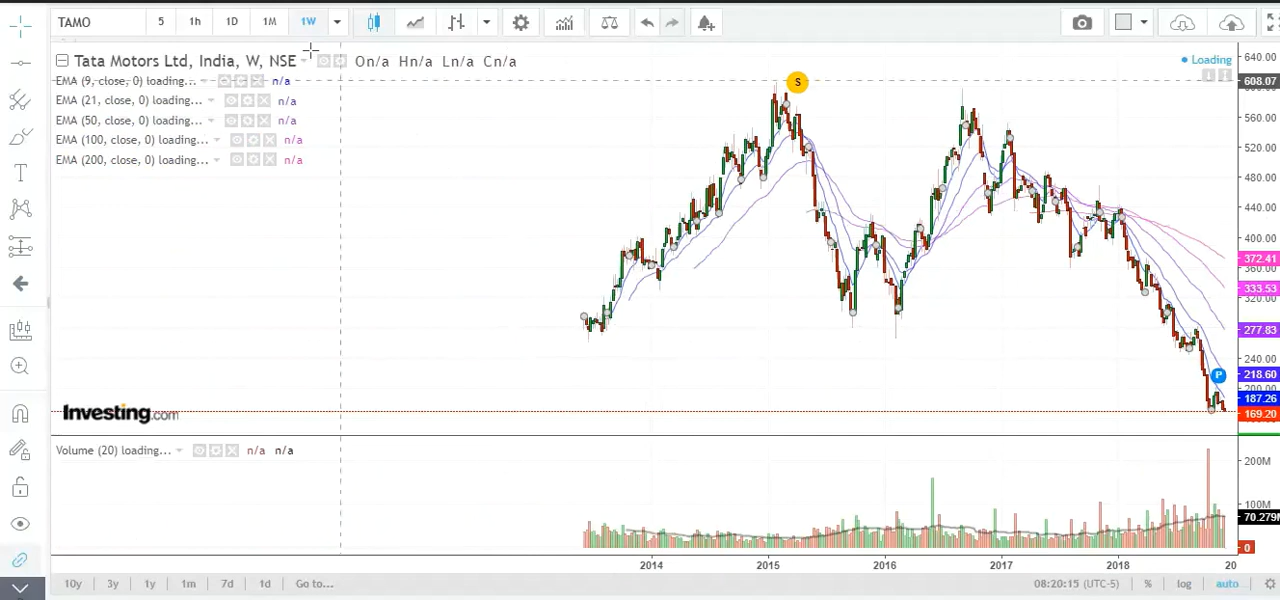 TAMO 5 1h 1D 1M 1W
Tata Motors Ltd, India, W, NSE On/a Hn/a Ln/a Cn/a
Loading
EMA (9, close, 0) loading... n/a
EMA (21, close, 0) loading... n/a
EMA (50, close, 0) loading... n/a
EMA (100, close, 0) loading... n/a
EMA (200, close, 0) loading... n/a
S
P
640.00
608.07
560.00
520.00
480.00
440.00
400.00
372.41
360.00
333.53
320.00
277.83
240.00
218.60
200.00
187.26
169.20
Investing.com
Volume (20) loading... n/a n/a
200M
100M
70.279M
0
2014 2015 2016 2017 2018 20
10y 3y 1y 1m 7d 1d Go to... 08:20:15 (UTC-5) % log auto